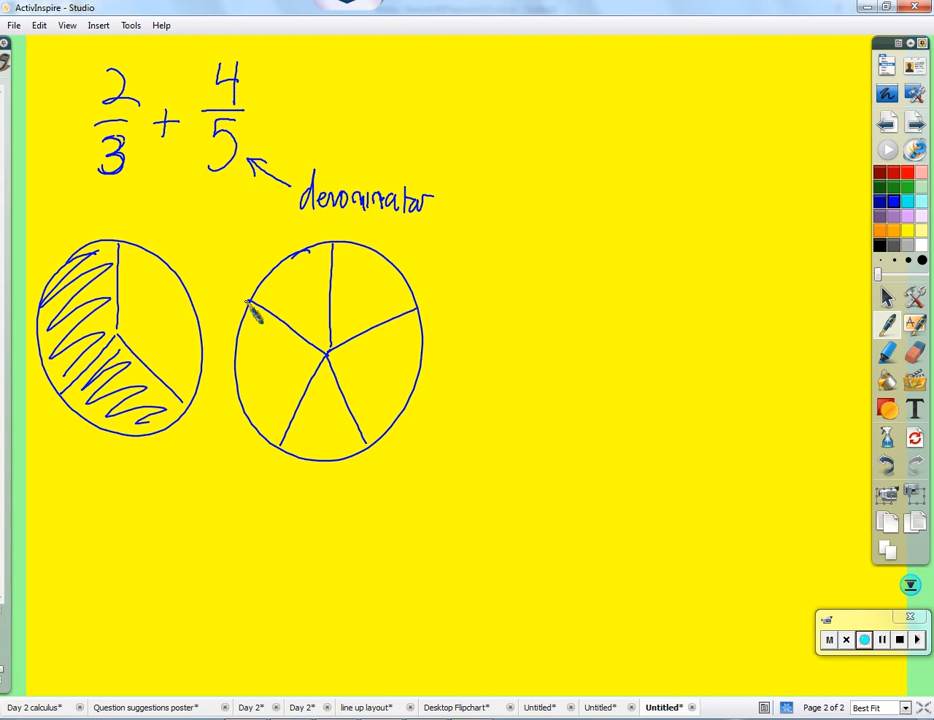 ActivInspire - Studio
File Edit View Insert Tools Help
2/3 + 4/5
denominator
M
T
Day 2 calculus* Question suggestions poster* Day 2* Day 2* line up layout* Desktop Flipchart* Untitled* Untitled* Untitled* Page 2 of 2 Best Fit